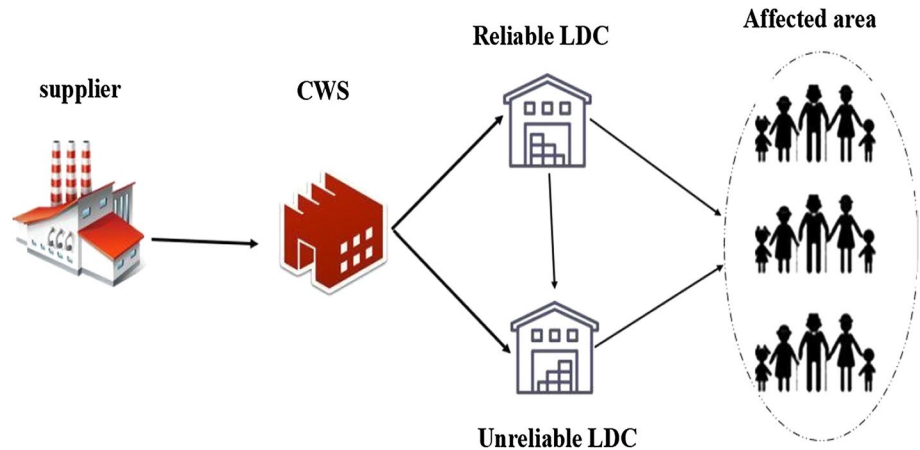 Affected area
Reliable LDC
supplier
CWS
Unreliable LDC